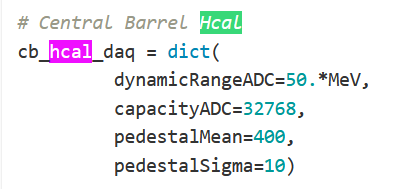 # Central Barrel Hcal
cb_hcal_daq = dict(
dynamicRangeADC=50.*MeV,
capacityADC=32768,
pedestalMean=400,
pedestalSigma=10)